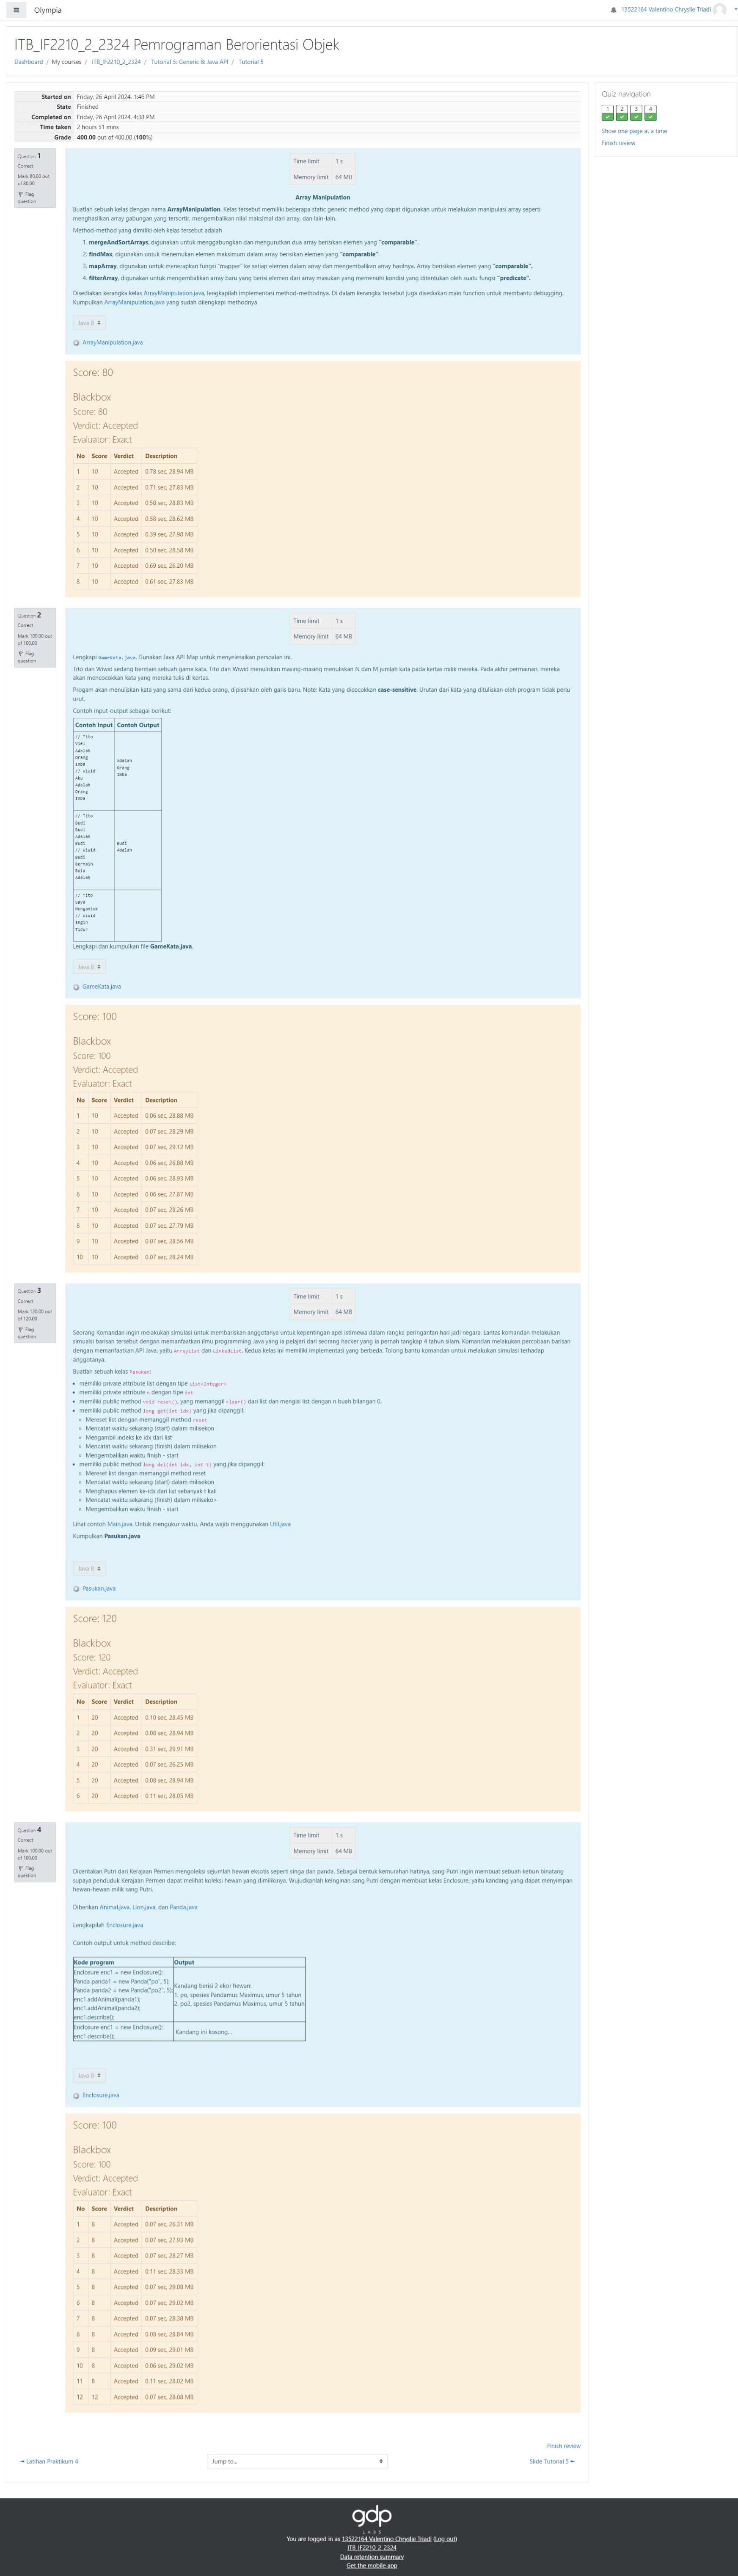 Olympia
13522164 Valentino Chryslie Triadi
ITB_IF2210_2_2324 Pemrograman Berorientasi Objek
Dashboard / My courses / ITB_IF2210_2_2324 / Tutorial 5: Generic & Java API / Tutorial 5
Started on Friday, 26 April 2024, 1:46 PM
State Finished
Completed on Friday, 26 April 2024, 4:38 PM
Time taken 2 hours 51 mins
Grade 400.00 out of 400.00 (100%)
Quiz navigation
1 2 3 4
Show one page at a time
Finish review
Question 1
Correct
Mark 80.00 out
of 80.00
Flag
question
Time limit 1 s
Memory limit 64 MB
Array Manipulation
Buatlah sebuah kelas dengan nama ArrayManipulation. Kelas tersebut memiliki beberapa static generic method yang dapat digunakan untuk melakukan manipulasi array seperti
menghasilkan array gabungan yang tersortir, mengembalikan nilai maksimal dari array, dan lain-lain.
Method-method yang dimiliki oleh kelas tersebut adalah
1. mergeAndSortArrays, digunakan untuk menggabungkan dan mengurutkan dua array berisikan elemen yang "comparable".
2. findMax, digunakan untuk menemukan elemen maksimum dalam array berisikan elemen yang "comparable".
3. mapArray, digunakan untuk menerapkan fungsi "mapper" ke setiap elemen dalam array dan mengembalikan array hasilnya. Array berisikan elemen yang "comparable".
4. filterArray, digunakan untuk mengembalikan array baru yang berisi elemen dari array masukan yang memenuhi kondisi yang ditentukan oleh suatu fungsi "predicate".
Disediakan kerangka kelas ArrayManipulation.java, lengkapilah implementasi method-methodnya. Di dalam kerangka tersebut juga disediakan main function untuk membantu debugging.
Kumpulkan ArrayManipulation.java yang sudah dilengkapi methodnya
Java 8
ArrayManipulation.java
Score: 80
Blackbox
Score: 80
Verdict: Accepted
Evaluator: Exact
No Score Verdict Description
1 10 Accepted 0.78 sec, 28.94 MB
2 10 Accepted 0.71 sec, 27.83 MB
3 10 Accepted 0.58 sec, 28.83 MB
4 10 Accepted 0.58 sec, 28.62 MB
5 10 Accepted 0.39 sec, 27.98 MB
6 10 Accepted 0.50 sec, 28.58 MB
7 10 Accepted 0.69 sec, 26.20 MB
8 10 Accepted 0.61 sec, 27.83 MB
Question 2
Correct
Mark 100.00 out
of 100.00
Flag
question
Time limit 1 s
Memory limit 64 MB
Lengkapi GameKata.java. Gunakan Java API Map untuk menyelesaikan persoalan ini.
Tito dan Wiwid sedang bermain sebuah game kata. Tito dan Wiwid menuliskan masing-masing menuliskan N dan M jumlah kata pada kertas milik mereka. Pada akhir permainan, mereka
akan mencocokkan kata yang mereka tulis di kertas.
Progam akan menuliskan kata yang sama dari kedua orang, dipisahkan oleh garis baru. Note: Kata yang dicocokkan case-sensitive. Urutan dari kata yang dituliskan oleh program tidak perlu
urut.
Contoh input-output sebagai berikut:
Contoh Input Contoh Output
// Tito
Viel
Adalah
Orang
Imba
// Wiwid
Aku
Adalah
Orang
Imba
Adalah
Orang
Imba
// Tito
Budi
Budi
Adalah
Budi
// Wiwid
Budi
Bermain
Bola
Adalah
Budi
Adalah
// Tito
Saya
Mengantuk
// Wiwid
Ingin
Tidur
Lengkapi dan kumpulkan file GameKata.java.
Java 8
GameKata.java
Score: 100
Blackbox
Score: 100
Verdict: Accepted
Evaluator: Exact
No Score Verdict Description
1 10 Accepted 0.06 sec, 28.88 MB
2 10 Accepted 0.07 sec, 28.29 MB
3 10 Accepted 0.07 sec, 29.12 MB
4 10 Accepted 0.06 sec, 26.88 MB
5 10 Accepted 0.06 sec, 28.93 MB
6 10 Accepted 0.06 sec, 27.87 MB
7 10 Accepted 0.07 sec, 28.26 MB
8 10 Accepted 0.07 sec, 27.79 MB
9 10 Accepted 0.07 sec, 28.56 MB
10 10 Accepted 0.07 sec, 28.24 MB
Question 3
Correct
Mark 120.00 out
of 120.00
Flag
question
Time limit 1 s
Memory limit 64 MB
Seorang Komandan ingin melakukan simulasi untuk membariskan anggotanya untuk kepentingan apel istimewa dalam rangka peringantan hari jadi negara. Lantas komandan melakukan
simualsi barisan tersebut dengan memanfaatkan ilmu programming Java yang ia pelajari dari seorang hacker yang ia pernah tangkap 4 tahun silam. Komandan melakukan percobaan barisan
dengan memanfaatkan API Java, yaitu ArrayList dan LinkedList. Kedua kelas ini memiliki implementasi yang berbeda. Tolong bantu komandan untuk melakukan simulasi terhadap
anggotanya.
Buatlah sebuah kelas Pasukan:
memiliki private attribute list dengan tipe List<Integer>
memiliki private attribute n dengan tipe int
memiliki public method void reset(), yang memanggil clear() dari list dan mengisi list dengan n buah bilangan 0.
memiliki public method long get(int idx) yang jika dipanggil:
Mereset list dengan memanggil method reset
Mencatat waktu sekarang (start) dalam milisekon
Mengambil indeks ke idx dari list
Mencatat waktu sekarang (finish) dalam milisekon
Mengembalikan waktu finish - start
memiliki public method long del(int idx, int t) yang jika dipanggil:
Mereset list dengan memanggil method reset
Mencatat waktu sekarang (start) dalam milisekon
Menghapus elemen ke-idx dari list sebanyak t kali
Mencatat waktu sekarang (finish) dalam miliseko>
Mengembalikan waktu finish - start
Lihat contoh Main.java. Untuk mengukur waktu, Anda wajib menggunakan Util.java
Kumpulkan Pasukan.java
Java 8
Pasukan.java
Score: 120
Blackbox
Score: 120
Verdict: Accepted
Evaluator: Exact
No Score Verdict Description
1 20 Accepted 0.10 sec, 28.45 MB
2 20 Accepted 0.08 sec, 28.94 MB
3 20 Accepted 0.31 sec, 29.91 MB
4 20 Accepted 0.07 sec, 26.25 MB
5 20 Accepted 0.08 sec, 28.94 MB
6 20 Accepted 0.11 sec, 28.05 MB
Question 4
Correct
Mark 100.00 out
of 100.00
Flag
question
Time limit 1 s
Memory limit 64 MB
Diceritakan Putri dari Kerajaan Permen mengoleksi sejumlah hewan eksotis seperti singa dan panda. Sebagai bentuk kemurahan hatinya, sang Putri ingin membuat sebuah kebun binatang
supaya penduduk Kerajaan Permen dapat melihat koleksi hewan yang dimilikinya. Wujudkanlah keinginan sang Putri dengan membuat kelas Enclosure, yaitu kandang yang dapat menyimpan
hewan-hewan milik sang Putri.
Diberikan Animal.java, Lion.java, dan Panda.java
Lengkapilah Enclosure.java
Contoh output untuk method describe:
Kode program Output
Enclosure enc1 = new Enclosure();
Panda panda1 = new Panda("po", 5);
Panda panda2 = new Panda("po2", 5);
enc1.addAnimal(panda1);
enc1.addAnimal(panda2);
enc1.describe();
Kandang berisi 2 ekor hewan:
1. po, spesies Pandamus Maximus, umur 5 tahun
2. po2, spesies Pandamus Maximus, umur 5 tahun
Enclosure enc1 = new Enclosure();
enc1.describe();
Kandang ini kosong...
Java 8
Enclosure.java
Score: 100
Blackbox
Score: 100
Verdict: Accepted
Evaluator: Exact
No Score Verdict Description
1 8 Accepted 0.07 sec, 26.31 MB
2 8 Accepted 0.07 sec, 27.93 MB
3 8 Accepted 0.07 sec, 28.27 MB
4 8 Accepted 0.11 sec, 28.33 MB
5 8 Accepted 0.07 sec, 29.08 MB
6 8 Accepted 0.07 sec, 29.02 MB
7 8 Accepted 0.07 sec, 28.38 MB
8 8 Accepted 0.08 sec, 28.84 MB
9 8 Accepted 0.09 sec, 29.01 MB
10 8 Accepted 0.06 sec, 29.02 MB
11 8 Accepted 0.11 sec, 28.02 MB
12 12 Accepted 0.07 sec, 28.08 MB
Finish review
Latihan Praktikum 4
Jump to...
Slide Tutorial 5
gdp
LABS
You are logged in as 13522164 Valentino Chryslie Triadi (Log out)
ITB_IF2210_2_2324
Data retention summary
Get the mobile app